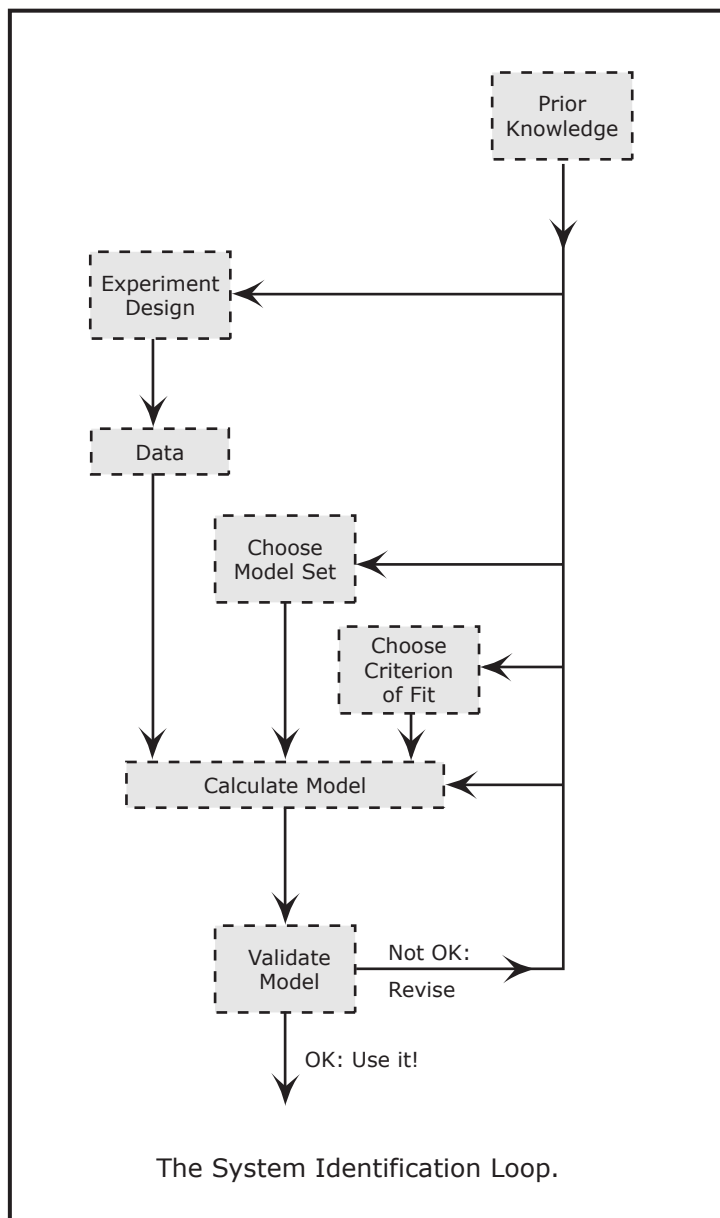 Prior
Knowledge
Experiment
Design
Data
Choose
Model Set
Choose
Criterion
of Fit
Calculate Model
Validate
Model
Not OK:
Revise
OK: Use it!
The System Identification Loop.